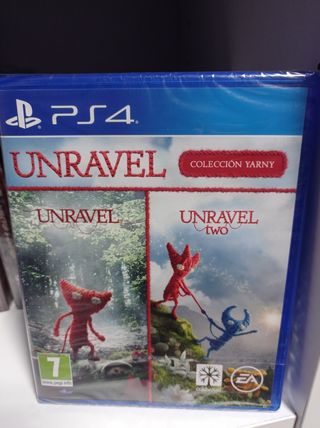 PS4
UNRAVEL
COLECCIÓN YARNY
UNRAVEL
UNRAVEL
two
7
www.pegi.info
EA